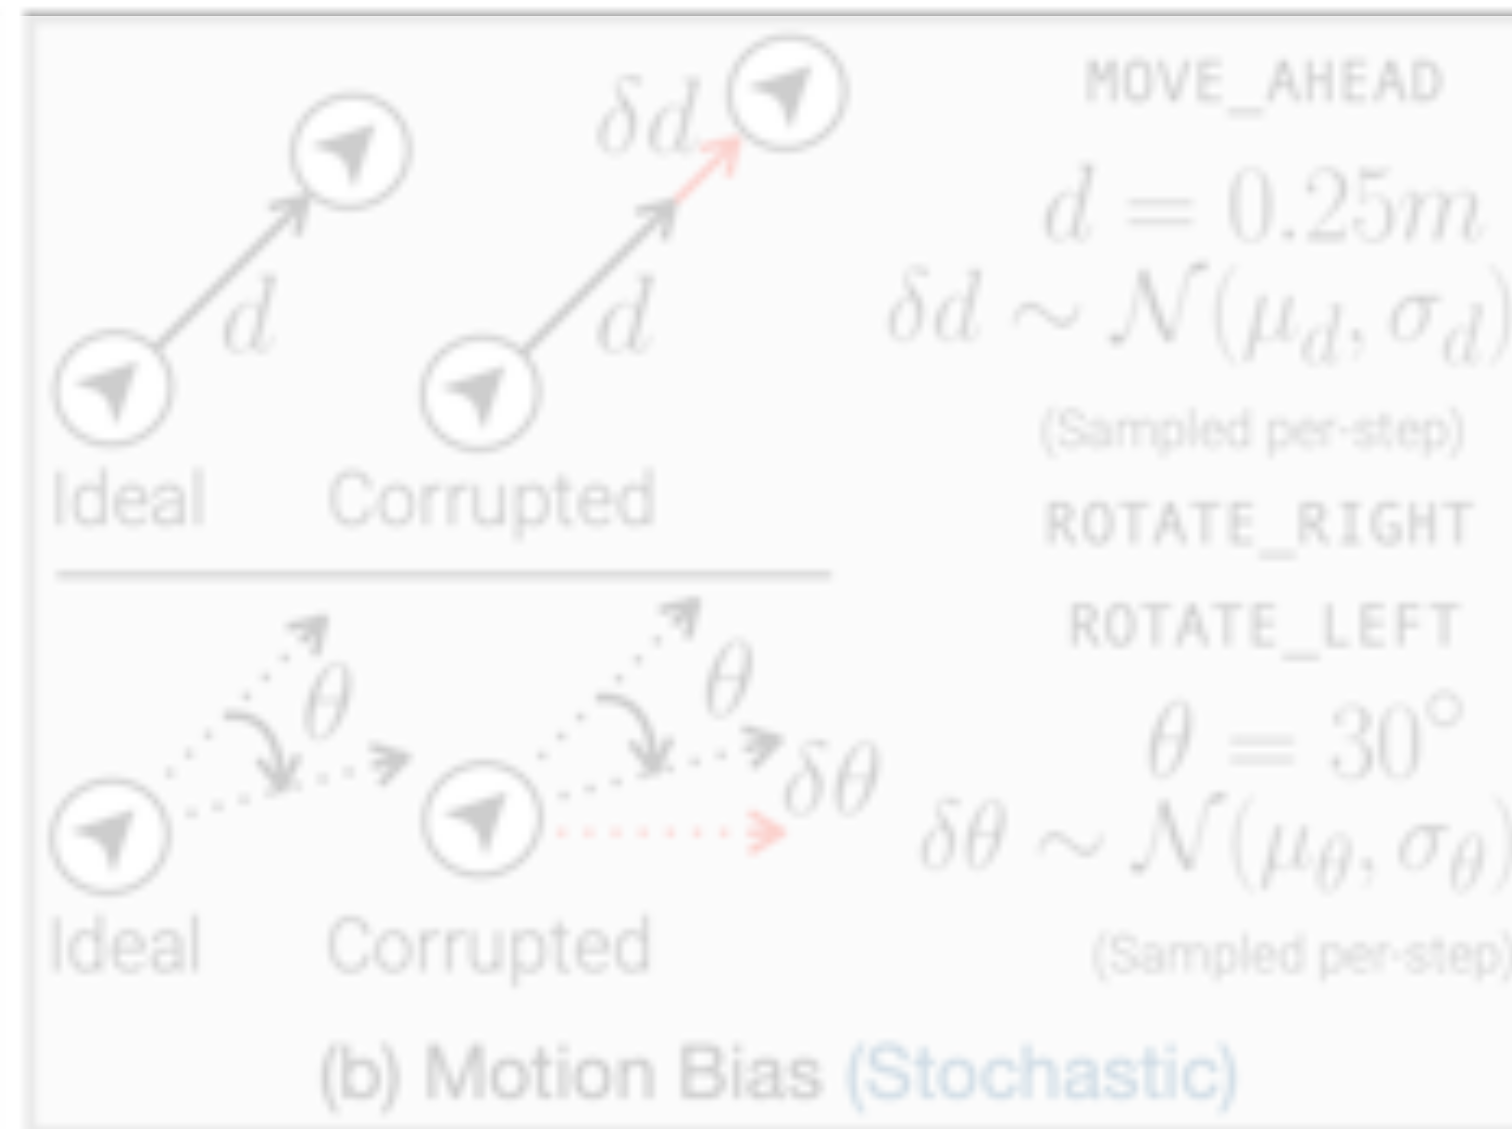 δd
d
d
Ideal
Corrupted
MOVE_AHEAD
d = 0.25m
δd ~ 𝒩(μ_d, σ_d)
(Sampled per-step)
ROTATE_RIGHT
ROTATE_LEFT
θ = 30°
δθ ~ 𝒩(μ_θ, σ_θ)
(Sampled per-step)
θ
θ
δθ
Ideal
Corrupted
(b) Motion Bias (Stochastic)